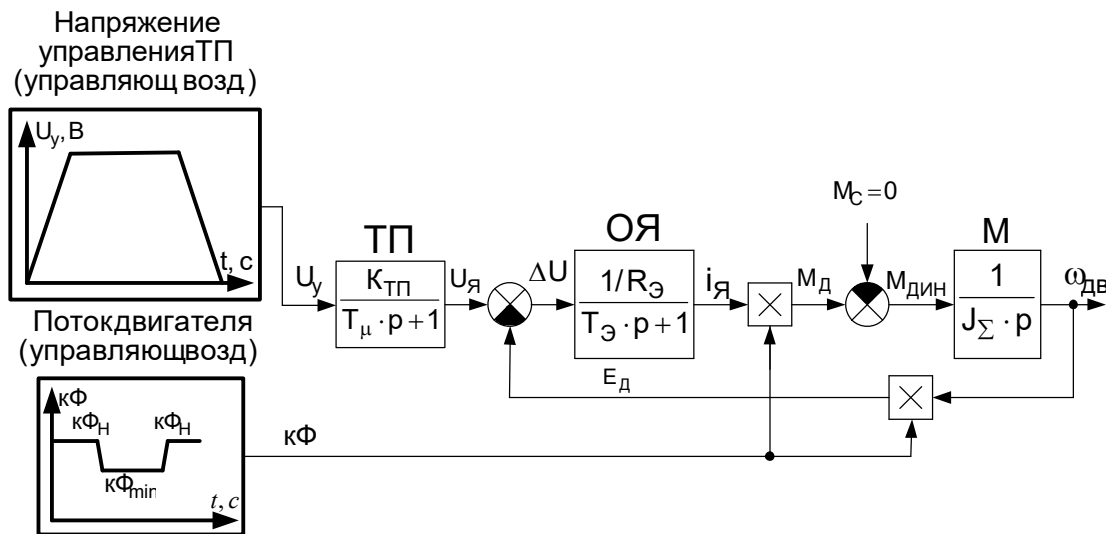 Напряжение
управленияТП
(управляющ возд)
Uу, В
t, с
Потокдвигателя
(управляющвозд)
кФ
кФН
кФН
кФmin
t, с
Uу
ТП
KТП
Tμ · p + 1
UЯ
ΔU
ОЯ
1/RЭ
TЭ · p + 1
iЯ
MД
MС = 0
MДИН
М
1
JΣ · p
ωдв
EД
кФ